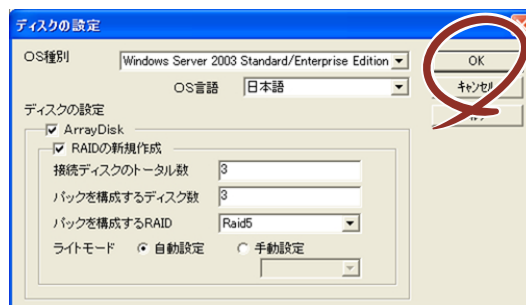 ディスクの設定
OS種別 Windows Server 2003 Standard/Enterprise Edition
OS言語 日本語
ディスクの設定
ArrayDisk
RAIDの新規作成
接続ディスクのトータル数 3
パックを構成するディスク数 3
パックを構成するRAID Raid5
ライトモード 自動設定 手動設定
OK
キャンセル